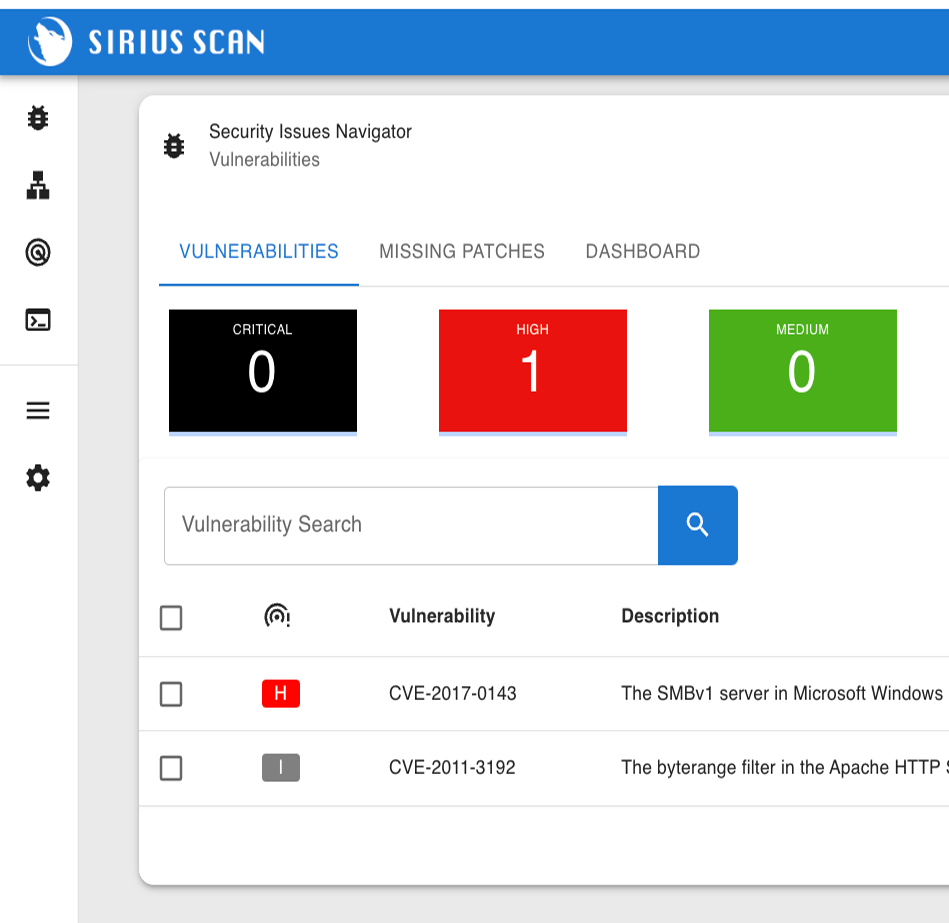 SIRIUS SCAN
Security Issues Navigator
Vulnerabilities
VULNERABILITIES MISSING PATCHES DASHBOARD
CRITICAL HIGH MEDIUM
0 1 0
Vulnerability Search
Vulnerability Description
H CVE-2017-0143 The SMBv1 server in Microsoft Windows
I CVE-2011-3192 The byterange filter in the Apache HTTP